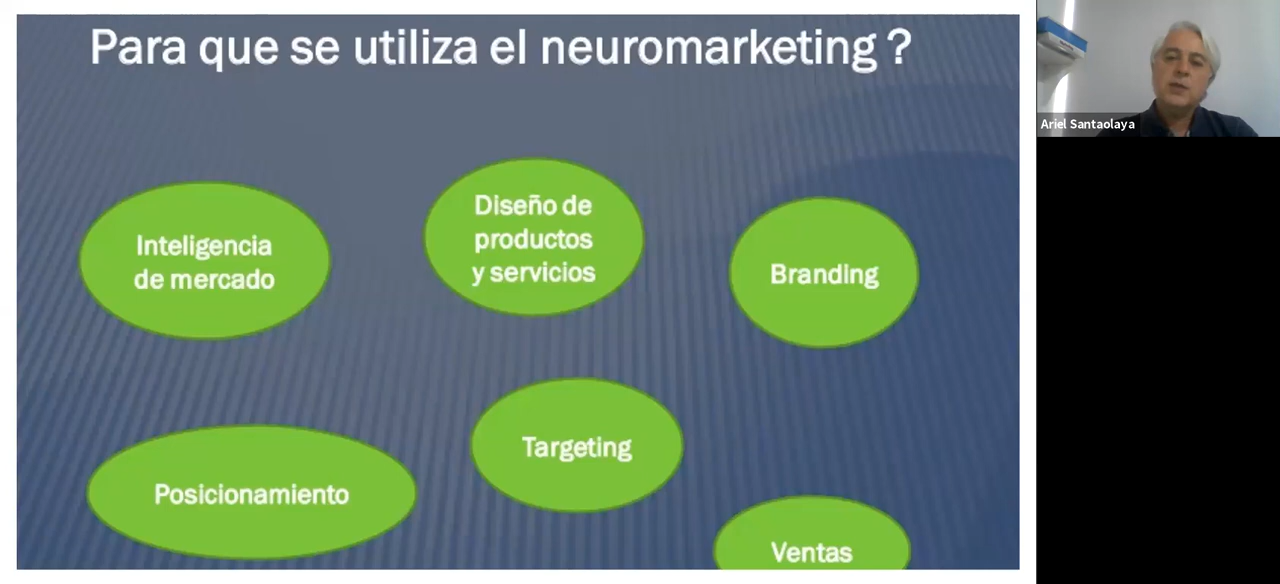 Para que se utiliza el neuromarketing ?
Ariel Santaolaya
Inteligencia
de mercado
Diseño de
productos
y servicios
Branding
Posicionamiento
Targeting
Ventas